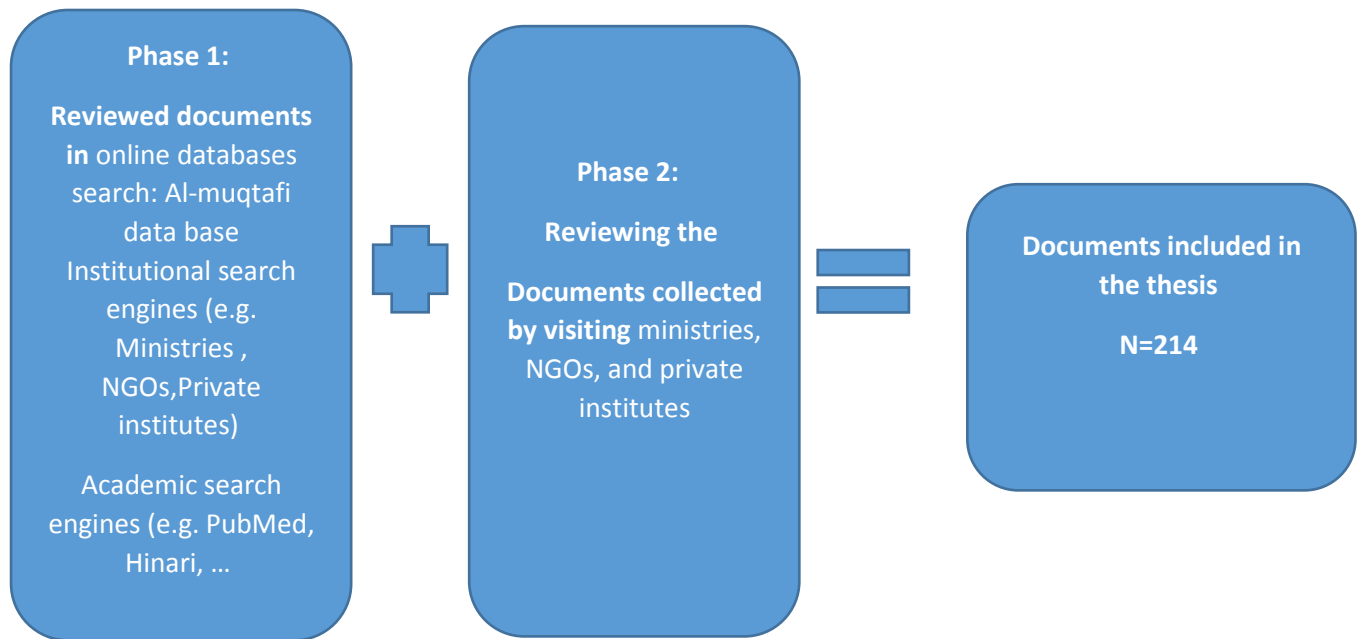 Phase 1:
Reviewed documents
in online databases
search: Al-muqtafi
data base
Institutional search
engines (e.g.
Ministries ,
NGOs,Private
institutes)
Academic search
engines (e.g. PubMed,
Hinari, …
Phase 2:
Reviewing the
Documents collected
by visiting ministries,
NGOs, and private
institutes
Documents included in
the thesis
N=214